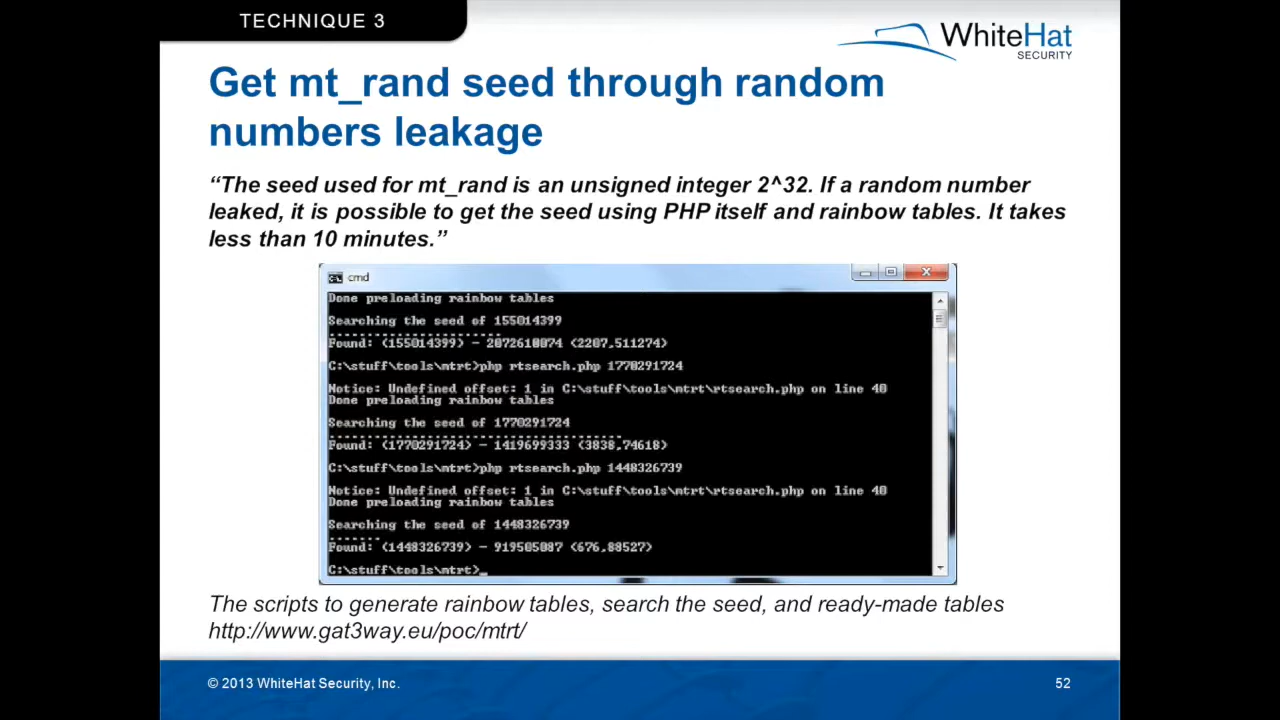 TECHNIQUE 3
WhiteHat
SECURITY
Get mt_rand seed through random
numbers leakage
“The seed used for mt_rand is an unsigned integer 2^32. If a random number
leaked, it is possible to get the seed using PHP itself and rainbow tables. It takes
less than 10 minutes.”
cmd
Done preloading rainbow tables
Searching the seed of 155014399
.......................
Found: (155014399) - 2072610074 (2207,511274)
C:\stuff\tools\mtrt>php rtsearch.php 1770291724
Notice: Undefined offset: 1 in C:\stuff\tools\mtrt\rtsearch.php on line 40
Done preloading rainbow tables
Searching the seed of 1770291724
.......................................
Found: (1770291724) - 1419699333 (3838,74618)
C:\stuff\tools\mtrt>php rtsearch.php 1448326739
Notice: Undefined offset: 1 in C:\stuff\tools\mtrt\rtsearch.php on line 40
Done preloading rainbow tables
Searching the seed of 1448326739
.......
Found: (1448326739) - 919505087 (676,88527)
C:\stuff\tools\mtrt>_
The scripts to generate rainbow tables, search the seed, and ready-made tables
http://www.gat3way.eu/poc/mtrt/
© 2013 WhiteHat Security, Inc.
52